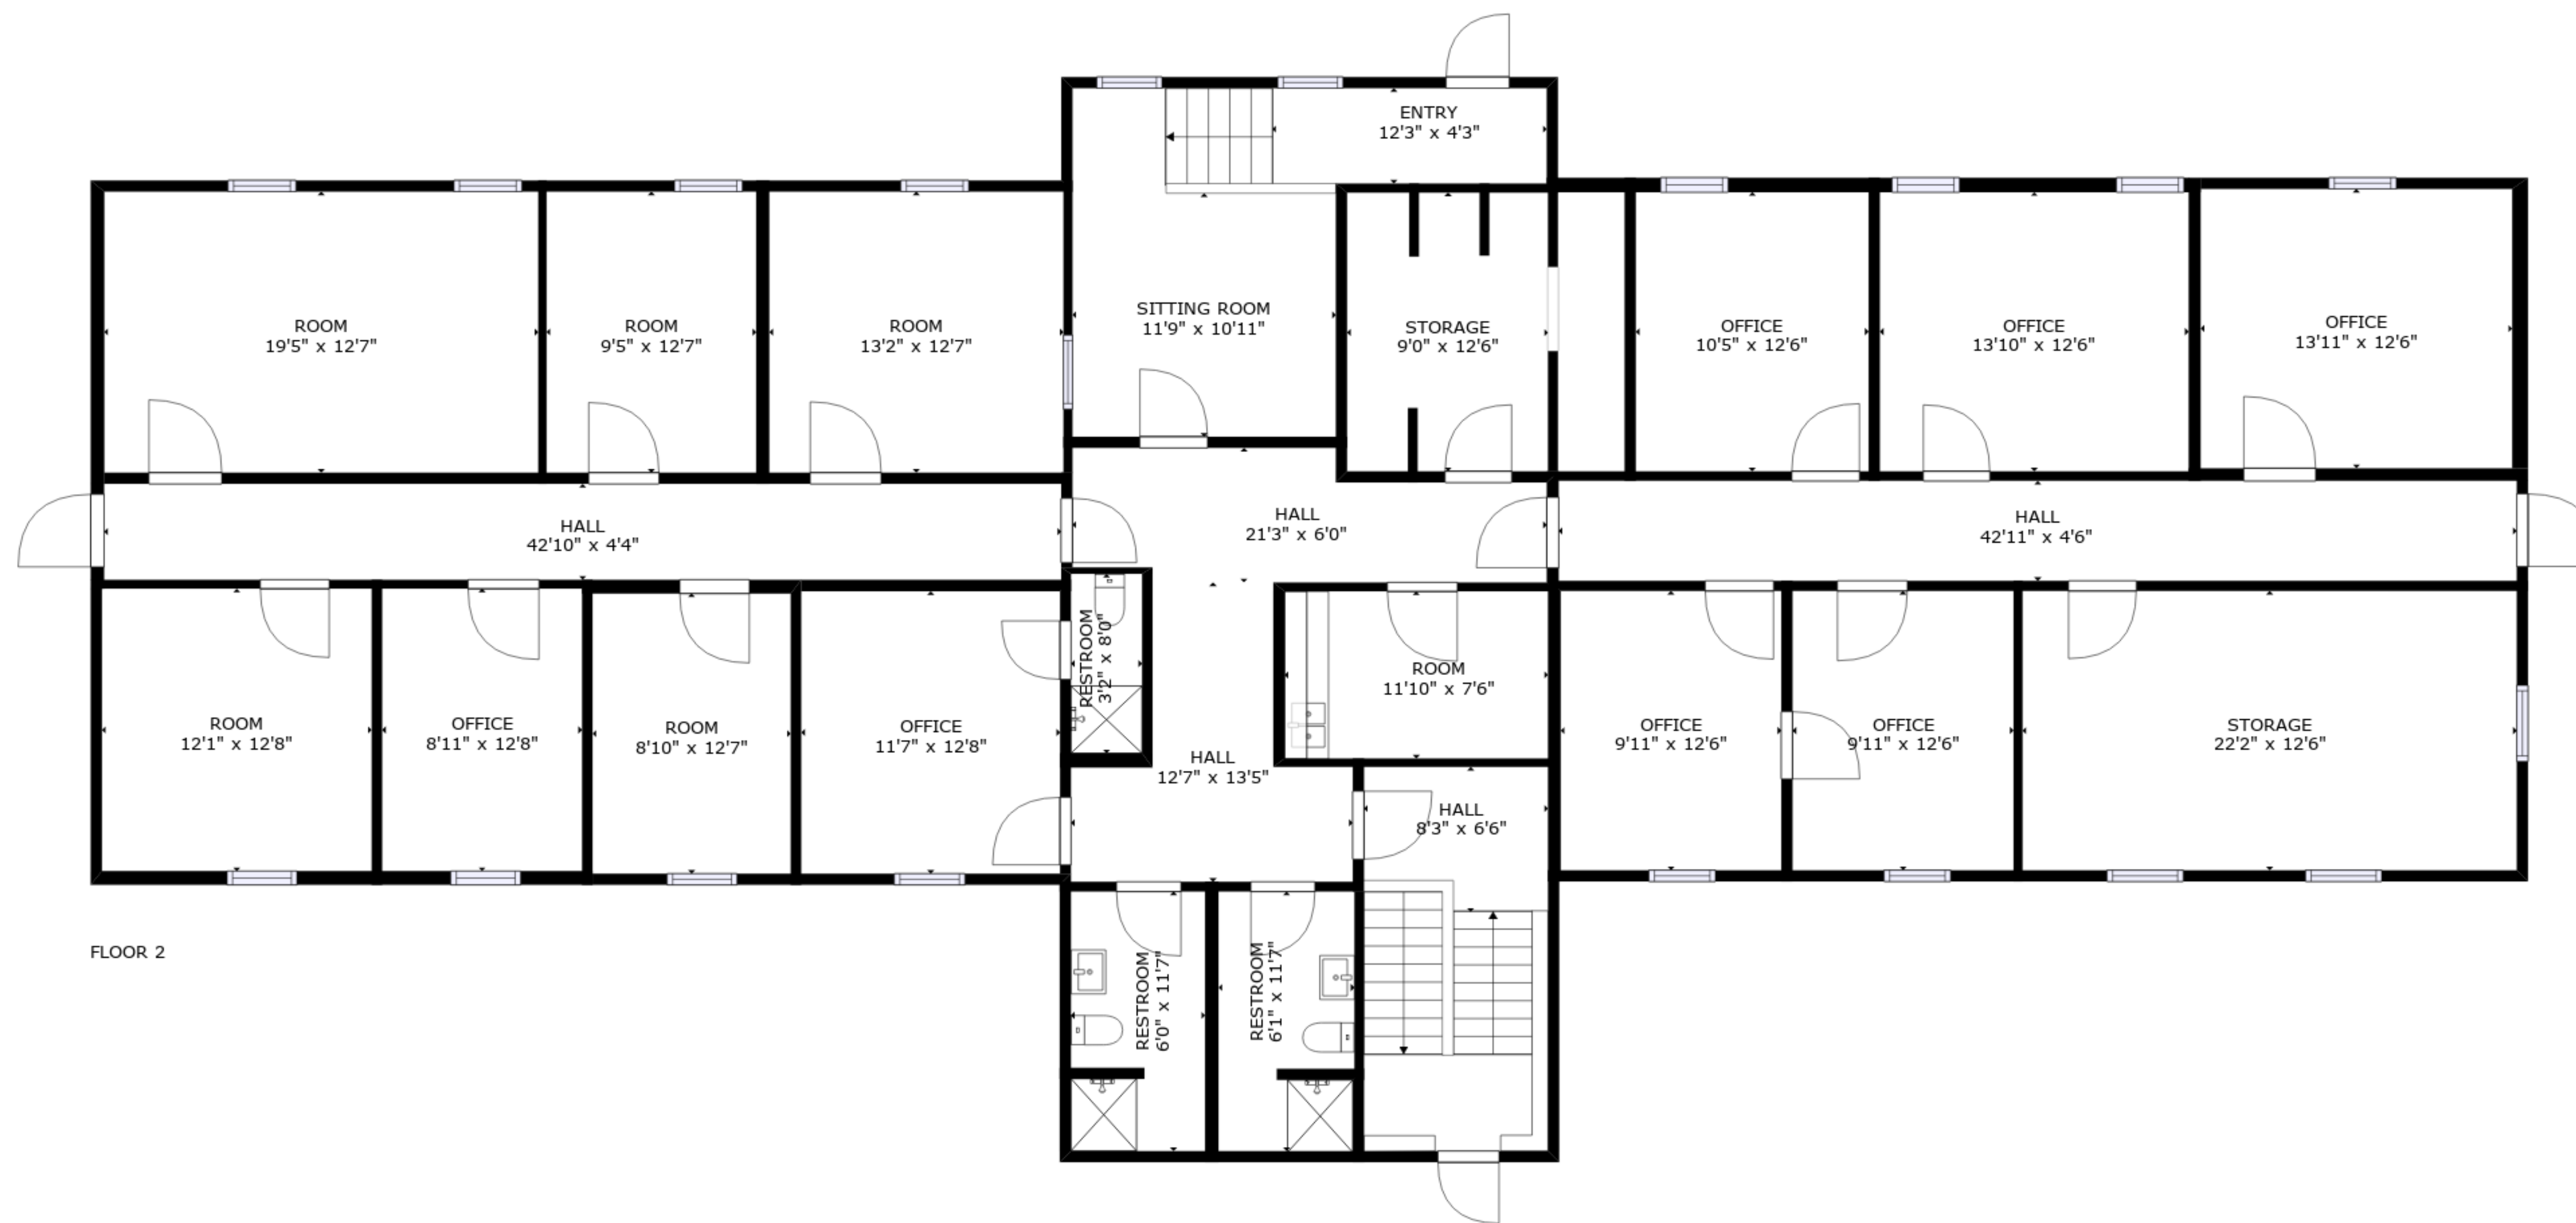 ENTRY
12'3" x 4'3"
ROOM
19'5" x 12'7"
ROOM
9'5" x 12'7"
ROOM
13'2" x 12'7"
SITTING ROOM
11'9" x 10'11"
STORAGE
9'0" x 12'6"
OFFICE
10'5" x 12'6"
OFFICE
13'10" x 12'6"
OFFICE
13'11" x 12'6"
HALL
42'10" x 4'4"
HALL
21'3" x 6'0"
HALL
42'11" x 4'6"
ROOM
12'1" x 12'8"
OFFICE
8'11" x 12'8"
ROOM
8'10" x 12'7"
OFFICE
11'7" x 12'8"
RESTROOM
3'2" x 8'0"
HALL
12'7" x 13'5"
ROOM
11'10" x 7'6"
HALL
8'3" x 6'6"
OFFICE
9'11" x 12'6"
OFFICE
9'11" x 12'6"
STORAGE
22'2" x 12'6"
RESTROOM
6'0" x 11'7"
RESTROOM
6'1" x 11'7"
FLOOR 2